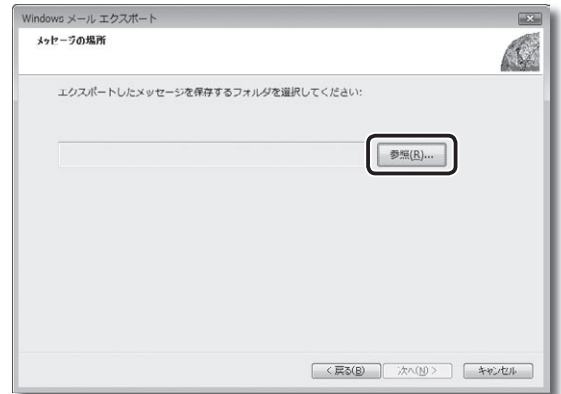 Windows メール エクスポート
メッセージの場所
エクスポートしたメッセージを保存するフォルダを選択してください:
参照(R)...
< 戻る(B)
次へ(N) >
キャンセル